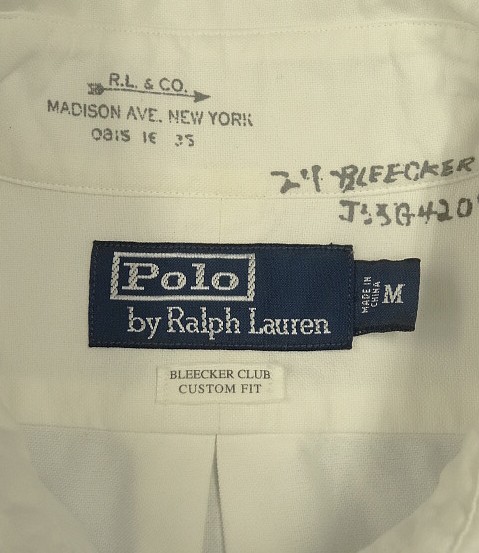 R.L. & CO.
MADISON AVE. NEW YORK
0815 1E 35
BLEECKER
Polo
by Ralph Lauren
MADE IN
CHINA
M
BLEECKER CLUB
CUSTOM FIT